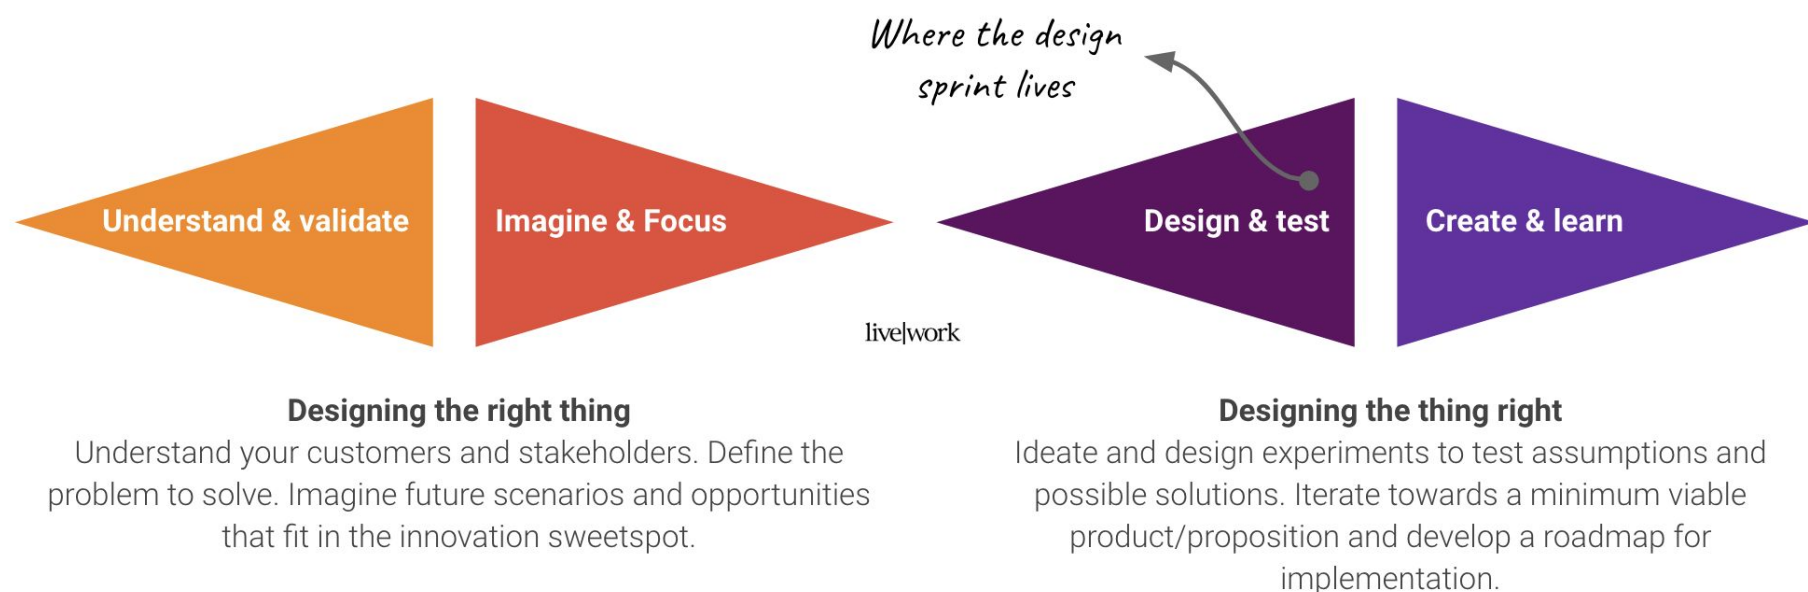 Where the design
sprint lives
Understand & validate
Imagine & Focus
Design & test
Create & learn
live|work
Designing the right thing
Understand your customers and stakeholders. Define the
problem to solve. Imagine future scenarios and opportunities
that fit in the innovation sweetspot.
Designing the thing right
Ideate and design experiments to test assumptions and
possible solutions. Iterate towards a minimum viable
product/proposition and develop a roadmap for
implementation.